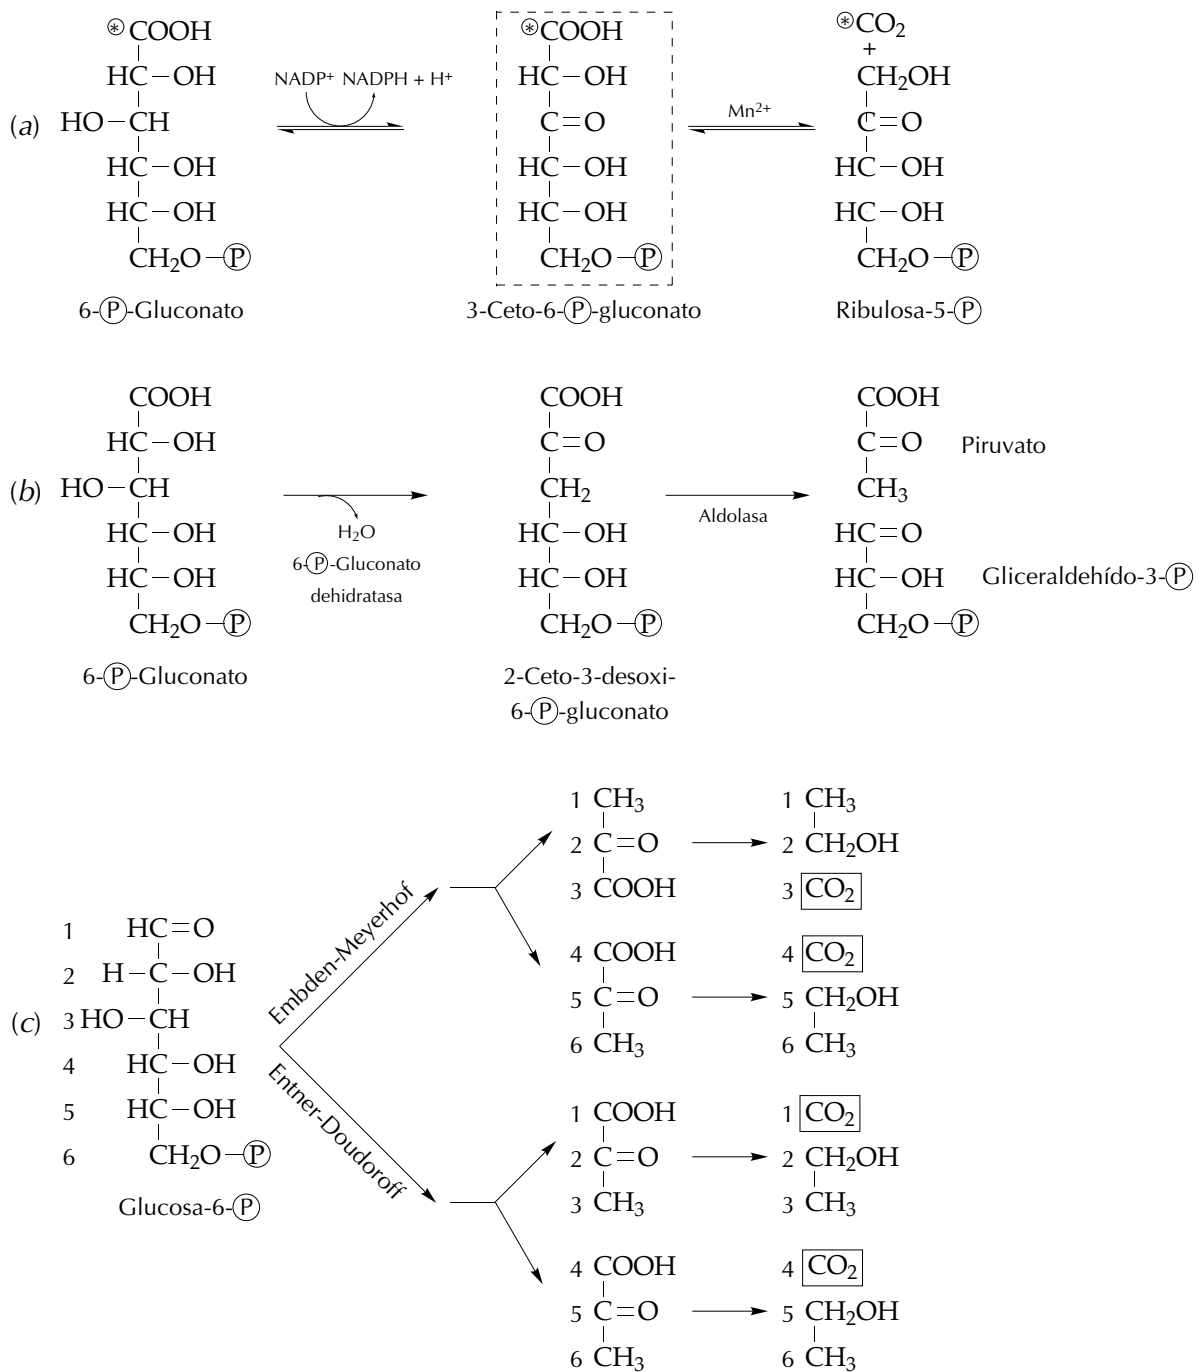 (a)
⊛COOH
HC–OH
HO–CH
HC–OH
HC–OH
CH₂O–Ⓟ
6-Ⓟ-Gluconato
NADP⁺ NADPH + H⁺
⊛COOH
HC–OH
C=O
HC–OH
HC–OH
CH₂O–Ⓟ
3-Ceto-6-Ⓟ-gluconato
Mn²⁺
⊛CO₂
+
CH₂OH
C=O
HC–OH
HC–OH
CH₂O–Ⓟ
Ribulosa-5-Ⓟ
(b)
COOH
HC–OH
HO–CH
HC–OH
HC–OH
CH₂O–Ⓟ
6-Ⓟ-Gluconato
H₂O
6-Ⓟ-Gluconato
dehidratasa
COOH
C=O
CH₂
HC–OH
HC–OH
CH₂O–Ⓟ
2-Ceto-3-desoxi-
6-Ⓟ-gluconato
Aldolasa
COOH
C=O
CH₃
Piruvato
HC=O
HC–OH
CH₂O–Ⓟ
Gliceraldehído-3-Ⓟ
(c)
1 HC=O
2 H–C–OH
3 HO–CH
4 HC–OH
5 HC–OH
6 CH₂O–Ⓟ
Glucosa-6-Ⓟ
Embden-Meyerhof
1 CH₃
2 C=O
3 COOH
1 CH₃
2 CH₂OH
3 CO₂
4 COOH
5 C=O
6 CH₃
4 CO₂
5 CH₂OH
6 CH₃
Entner-Doudoroff
1 COOH
2 C=O
3 CH₃
1 CO₂
2 CH₂OH
3 CH₃
4 COOH
5 C=O
6 CH₃
4 CO₂
5 CH₂OH
6 CH₃